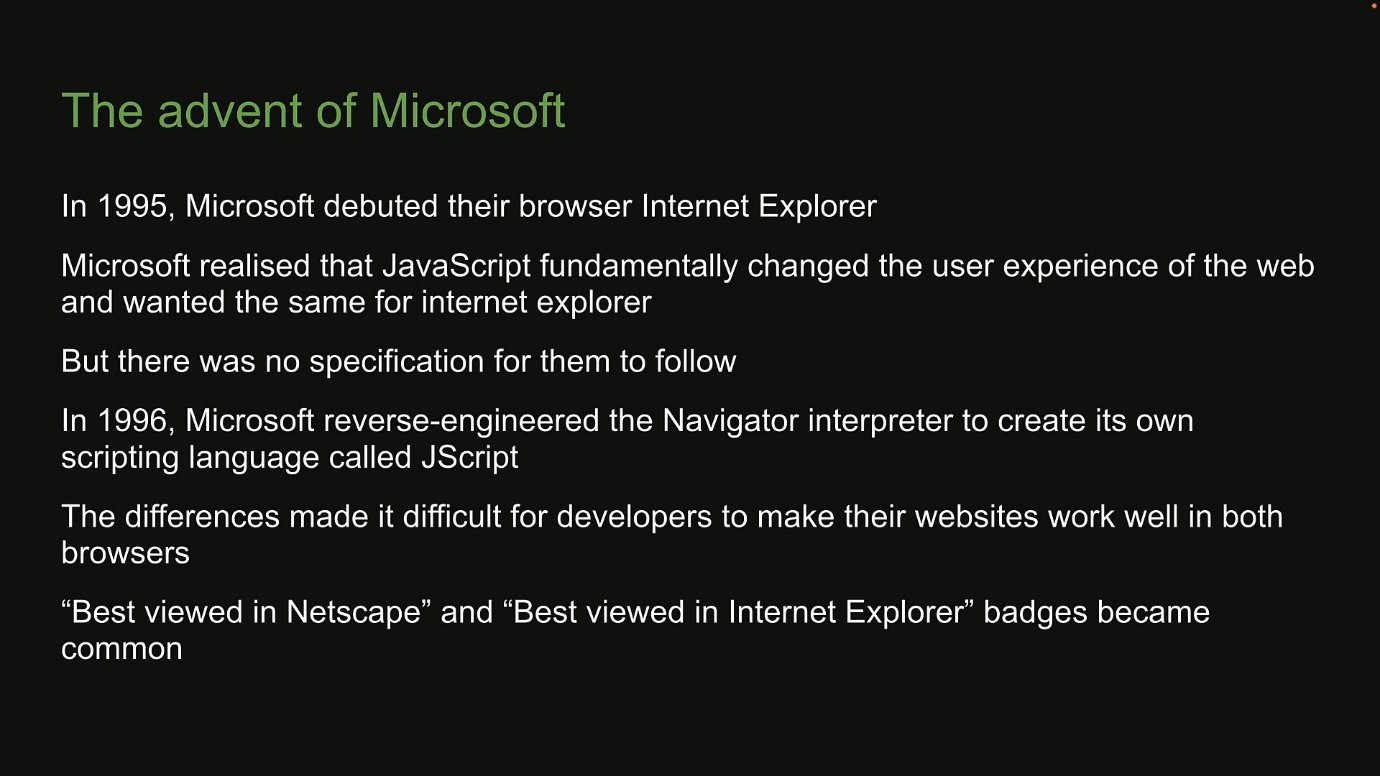 The advent of Microsoft
In 1995, Microsoft debuted their browser Internet Explorer
Microsoft realised that JavaScript fundamentally changed the user experience of the web
and wanted the same for internet explorer
But there was no specification for them to follow
In 1996, Microsoft reverse-engineered the Navigator interpreter to create its own
scripting language called JScript
The differences made it difficult for developers to make their websites work well in both
browsers
“Best viewed in Netscape” and “Best viewed in Internet Explorer” badges became
common